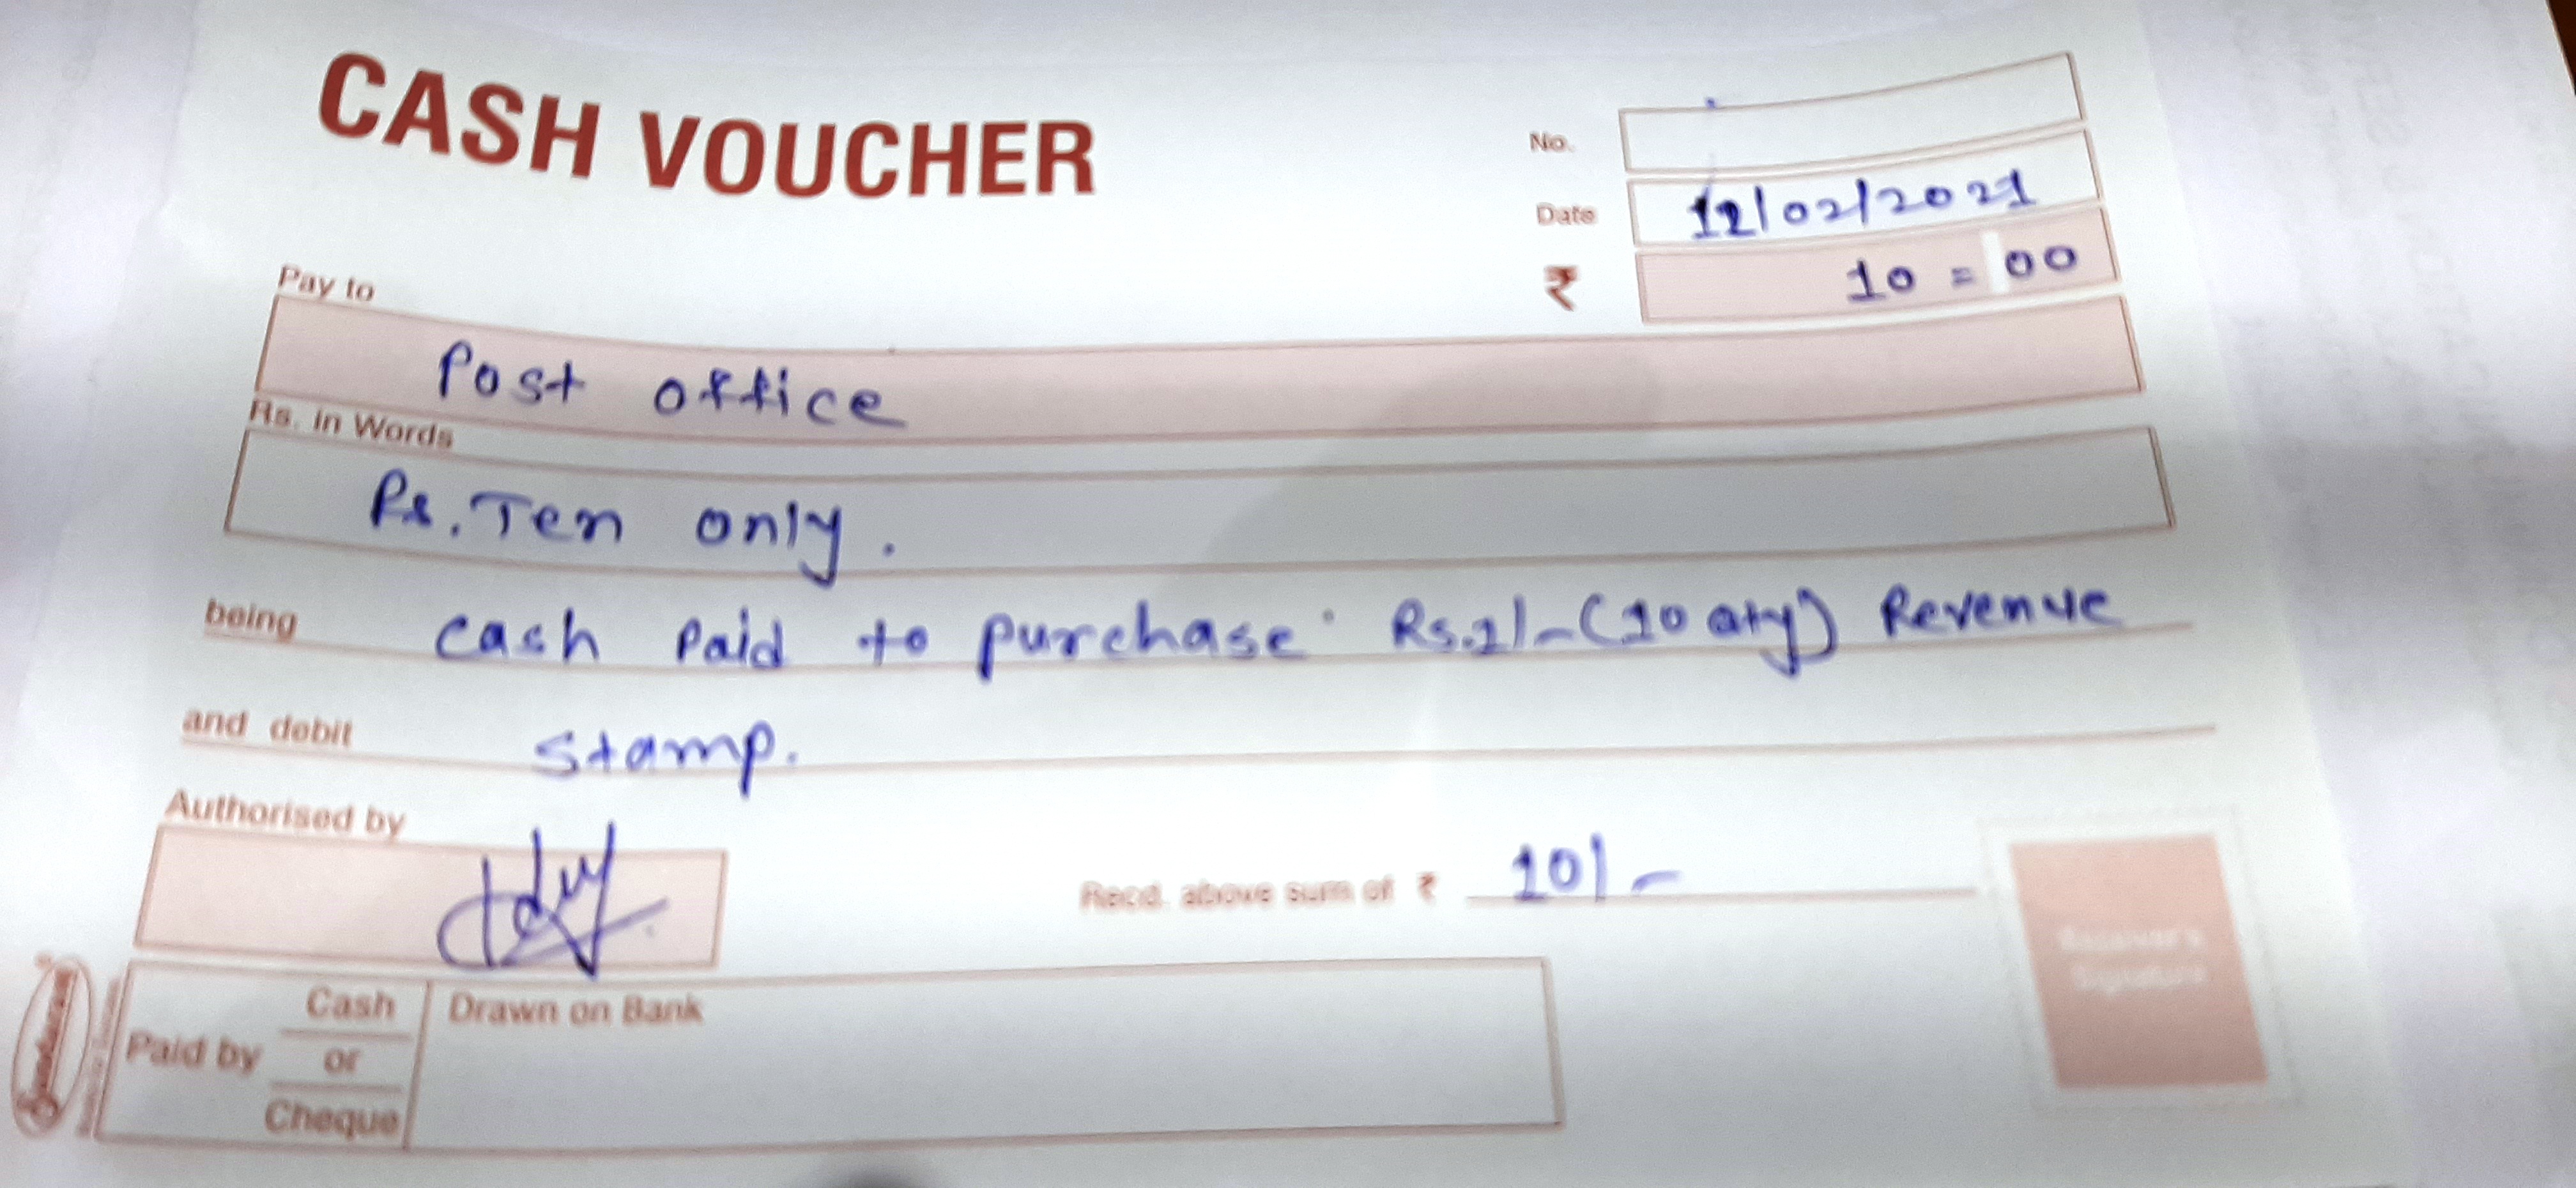 CASH VOUCHER
No.
Date 12/02/2021
₹ 10 = 00
Pay to
Post office
Rs. in Words
Rs. Ten only.
being cash paid to purchase Rs.1/- (10 qty) Revenue
and debit stamp.
Authorised by
Recd. above sum of ₹ 10/-
Receiver's
Signature
Paid by Cash or Cheque
Drawn on Bank